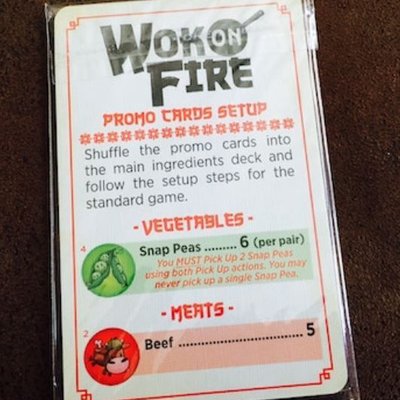 WOK ON
FIRE
PROMO CARDS SETUP
Shuffle the promo cards into
the main ingredients deck and
follow the setup steps for the
standard game.
- VEGETABLES -
4
Snap Peas ......... 6 (per pair)
You MUST Pick Up 2 Snap Peas
using both Pick Up actions. You may
never pick up a single Snap Pea.
- MEATS -
2
Beef .................................. 5